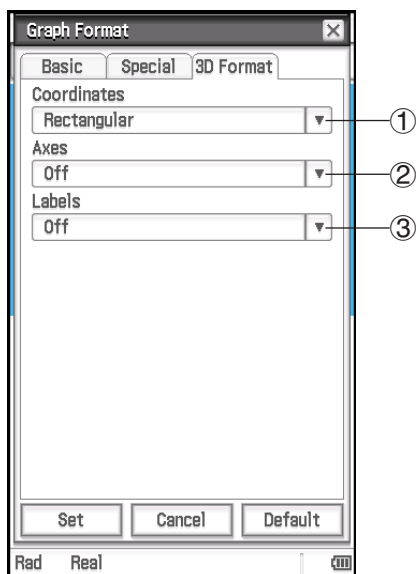 Graph Format
Basic Special 3D Format
Coordinates
Rectangular ①
Axes
Off ②
Labels
Off ③
Set Cancel Default
Rad Real